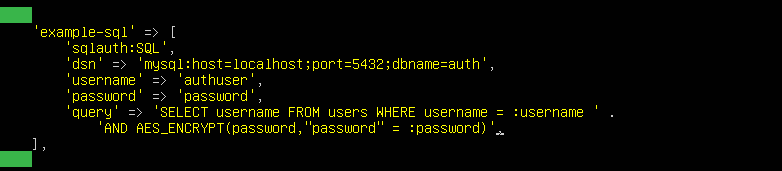 'example-sql' => [
'sqlauth:SQL',
'dsn' => 'mysql:host=localhost;port=5432;dbname=auth',
'username' => 'authuser',
'password' => 'password',
'query' => 'SELECT username FROM users WHERE username = :username ' .
'AND AES_ENCRYPT(password,"password" = :password)',
],